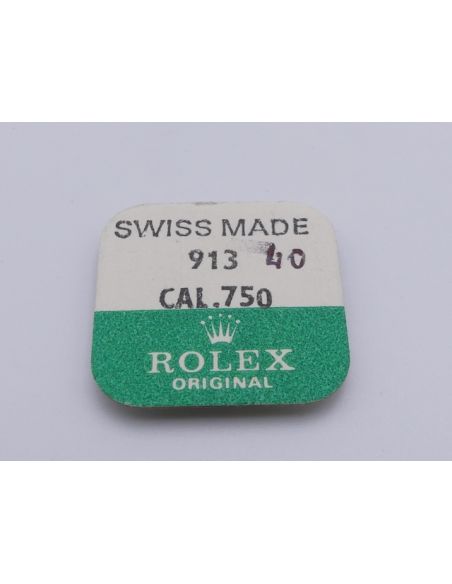 SWISS MADE
913 40
CAL.750
ROLEX
ORIGINAL